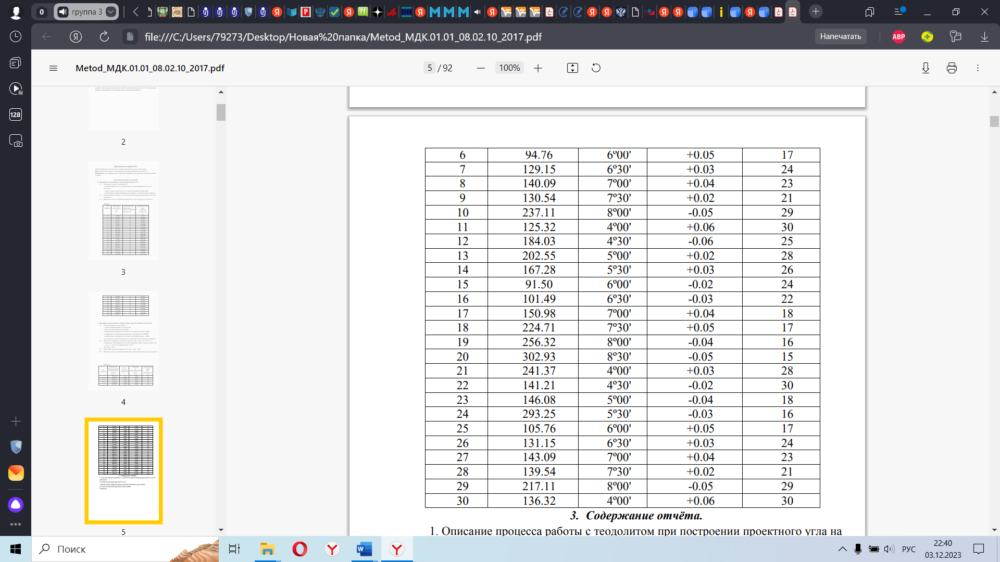 0
группа 3
file:///C:/Users/79273/Desktop/Новая%20папка/Metod_МДК.01.01_08.02.10_2017.pdf
Напечатать
ABP
Metod_МДК.01.01_08.02.10_2017.pdf
5 / 92
100%
128
2
3
4
5
6 94.76 6º00' +0.05 17
7 129.15 6º30' +0.03 24
8 140.09 7º00' +0.04 23
9 130.54 7º30' +0.02 21
10 237.11 8º00' -0.05 29
11 125.32 4º00' +0.06 30
12 184.03 4º30' -0.06 25
13 202.55 5º00' +0.02 28
14 167.28 5º30' +0.03 26
15 91.50 6º00' -0.02 24
16 101.49 6º30' -0.03 22
17 150.98 7º00' +0.04 18
18 224.71 7º30' +0.05 17
19 256.32 8º00' -0.04 16
20 302.93 8º30' -0.05 15
21 241.37 4º00' +0.03 28
22 141.21 4º30' -0.02 30
23 146.08 5º00' -0.04 18
24 293.25 5º30' -0.03 16
25 105.76 6º00' +0.05 17
26 131.15 6º30' +0.03 24
27 143.09 7º00' +0.04 23
28 139.54 7º30' +0.02 21
29 217.11 8º00' -0.05 29
30 136.32 4º00' +0.06 30
3. Содержание отчёта.
1. Описание процесса работы с теодолитом при построении проектного угла на
Поиск
РУС
22:40
03.12.2023